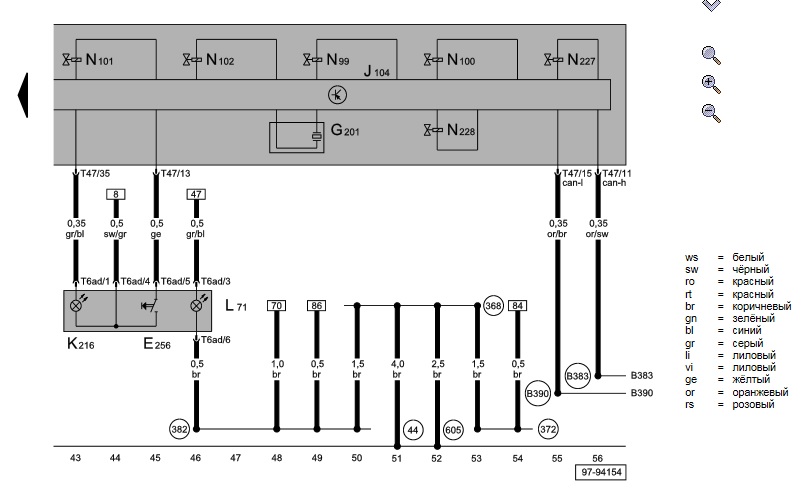 N101 N102 N99 N100 N227
J104
G201 N228
T47/35 T47/13 T47/15 T47/11
can-l can-h
8 47
0,35 0,5 0,5 0,5 0,35 0,35
gr/bl sw/gr ge gr/bl or/br or/sw
T6ad/1 T6ad/4 T6ad/5 T6ad/3
L71 70 86 368 84
K216 E256 T6ad/6
0,5 1,0 0,5 1,5 4,0 2,5 1,5 0,5
br br br br br br br br
B383 B383
B390 B390
382 44 605 372
43 44 45 46 47 48 49 50 51 52 53 54 55 56
97-94154
ws = белый
sw = чёрный
ro = красный
rt = красный
br = коричневый
gn = зелёный
bl = синий
gr = серый
li = лиловый
vi = лиловый
ge = жёлтый
or = оранжевый
rs = розовый